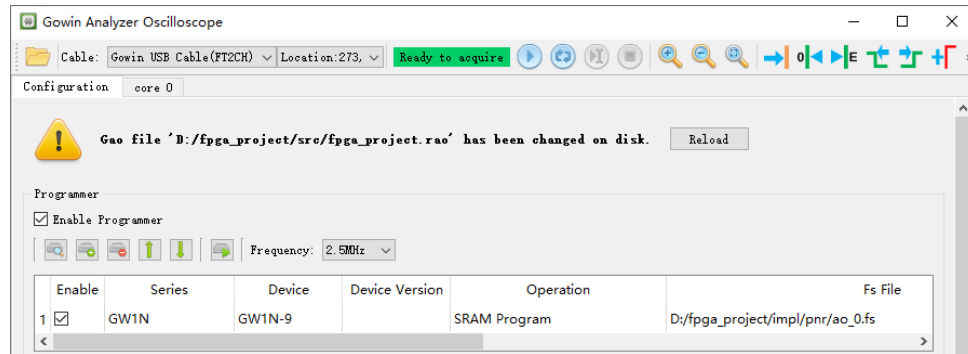 Gowin Analyzer Oscilloscope
Cable: Gowin USB Cable(FT2CH) Location:273, Ready to acquire 0 E
Configuration core 0
Gao file 'D:/fpga_project/src/fpga_project.rao' has been changed on disk. Reload
Programmer
Enable Programmer
Frequency: 2.5MHz
Enable Series Device Device Version Operation Fs File
1 GW1N GW1N-9 SRAM Program D:/fpga_project/impl/pnr/ao_0.fs